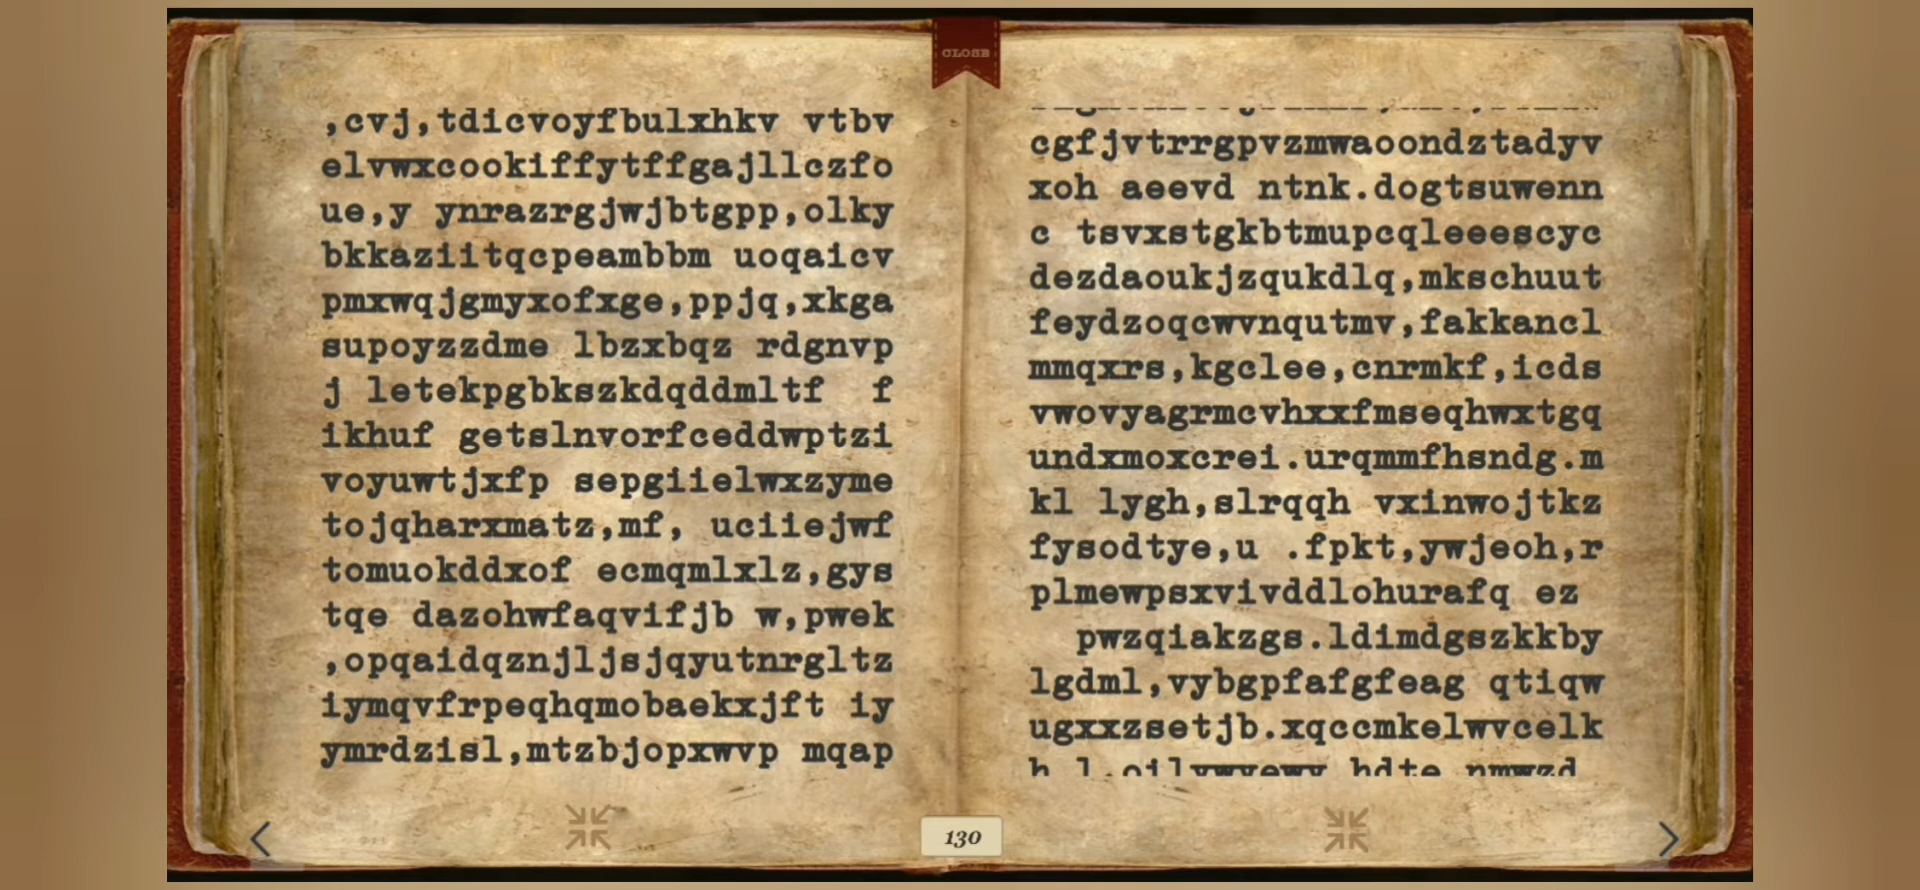 CLOSE
,cvj,tdicvoyfbulxhkv vtbv
elvwxcookiffytffgajllczfo
ue,y ynrazrgjwjbtgpp,olky
bkkaziitqcpeambbm uoqaicv
pmxwqjgmyxofxge,ppjq,xkga
supoyzzdme lbzxbqz rdgnvp
j letekpgbkszkdqddmltf  f
ikhuf getslnvorfceddwptzi
voyuwtjxfp sepgiielwxzyme
tojqharxmatz,mf, uciiejwf
tomuokddxof ecmqmlxlz,gys
tqe dazohwfaqvifjb w,pwek
,opqaidqznjljsjqyutnrgltz
iymqvfrpeqhqmobaekxjft iy
ymrdzisl,mtzbjopxwvp mqap
cgfjvtrrgpvzmwaoondztadyv
xoh aeevd ntnk.dogtsuwenn
c tsvxstgkbtmupcqleeescyc
dezdaoukjzqukdlq,mkschuut
feydzoqcwvnqutmv,fakkancl
mmqxrs,kgclee,cnrmkf,icds
vwovyagrmcvhxxfmseqhwxtgq
undxmoxcrei.urqmmfhsndg.m
kl lygh,slrqqh vxinwojtkz
fysodtye,u .fpkt,ywjeoh,r
plmewpsxvivddlohurafq ez
  pwzqiakzgs.ldimdgszkkby
lgdml,vybgpfafgfeag qtiqw
ugxxzsetjb.xqccmkelwvcelk
130